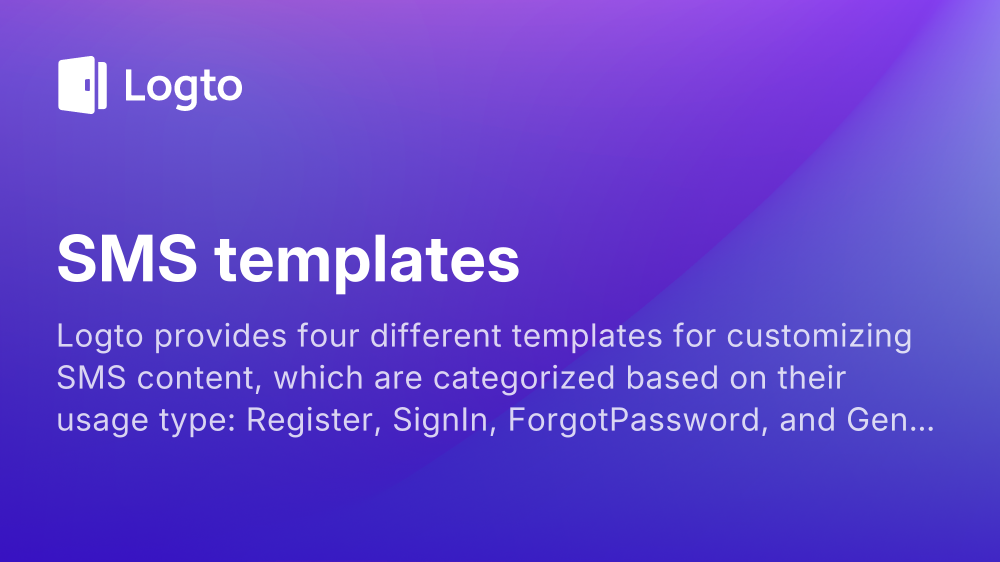 Logto
SMS templates
Logto provides four different templates for customizing
SMS content, which are categorized based on their
usage type: Register, SignIn, ForgotPassword, and Gen...